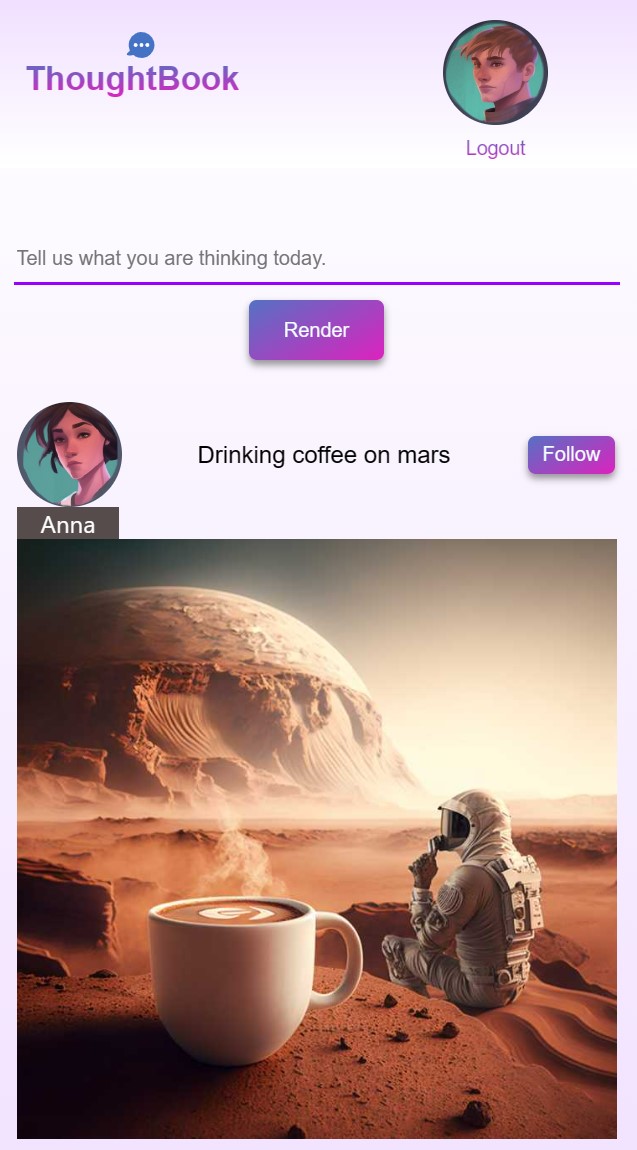 ThoughtBook
Logout
Tell us what you are thinking today.
Render
Drinking coffee on mars
Follow
Anna